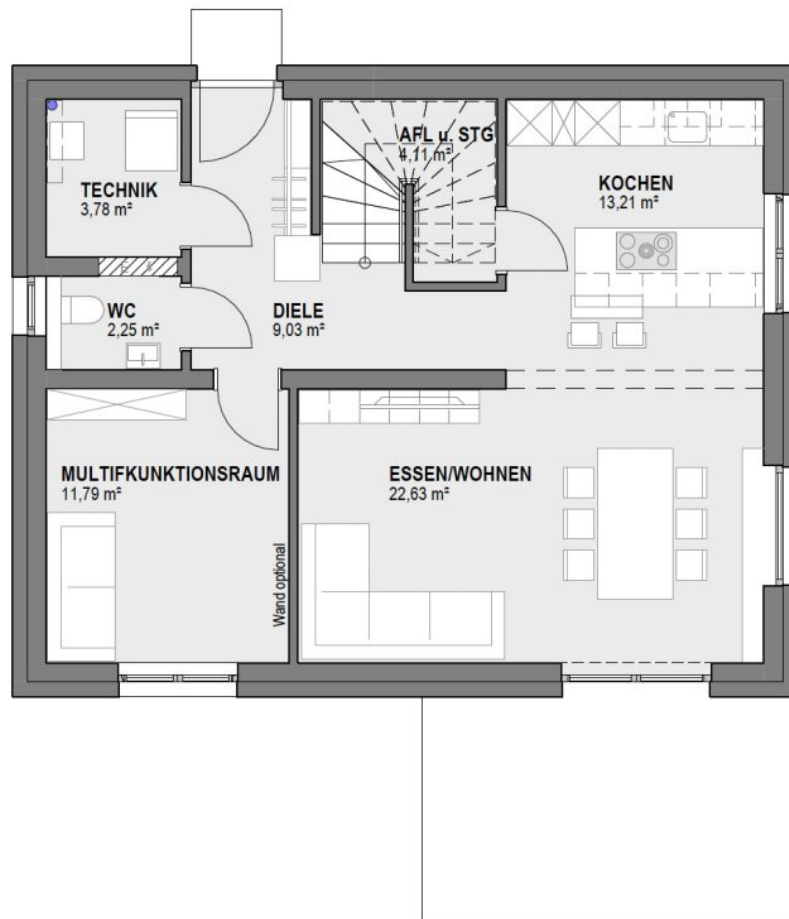 AFL u. STG
4,11 m²
TECHNIK
3,78 m²
KOCHEN
13,21 m²
WC
2,25 m²
DIELE
9,03 m²
MULTIFKUNKTIONSRAUM
11,79 m²
ESSEN/WOHNEN
22,63 m²
Wand optional